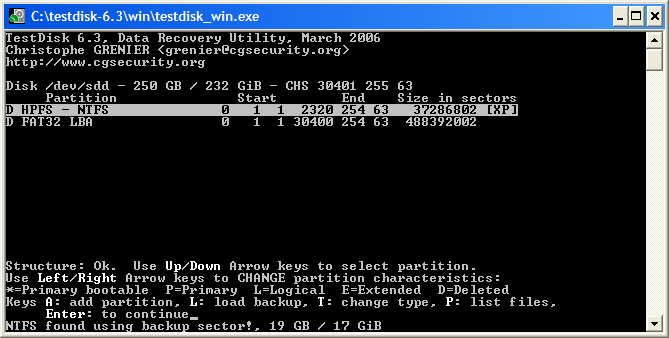 C:\testdisk-6.3\win\testdisk_win.exe
TestDisk 6.3, Data Recovery Utility, March 2006
Christophe GRENIER <grenier@cgsecurity.org>
http://www.cgsecurity.org
Disk /dev/sdd - 250 GB / 232 GiB - CHS 30401 255 63
Partition Start End Size in sectors
D HPFS - NTFS 0 1 1 2320 254 63 37286802 [XP]
D FAT32 LBA 0 1 1 30400 254 63 488392002
Structure: Ok. Use Up/Down Arrow keys to select partition.
Use Left/Right Arrow keys to CHANGE partition characteristics:
*=Primary bootable P=Primary L=Logical E=Extended D=Deleted
Keys A: add partition, L: load backup, T: change type, P: list files,
Enter: to continue_
NTFS found using backup sector!, 19 GB / 17 GiB